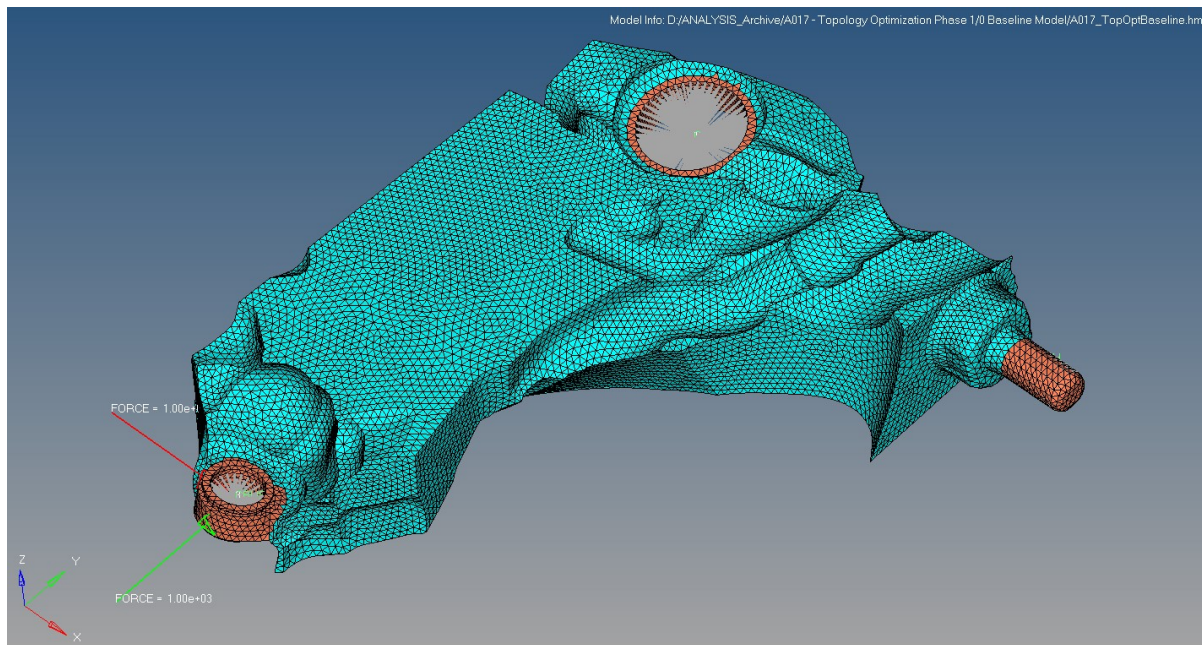 Model Info: D:/ANALYSIS_Archive/A017 - Topology Optimization Phase 1/0 Baseline Model/A017_TopOptBaseline.hm
FORCE = 1.00e+
FORCE = 1.00e+03
Z
Y
X